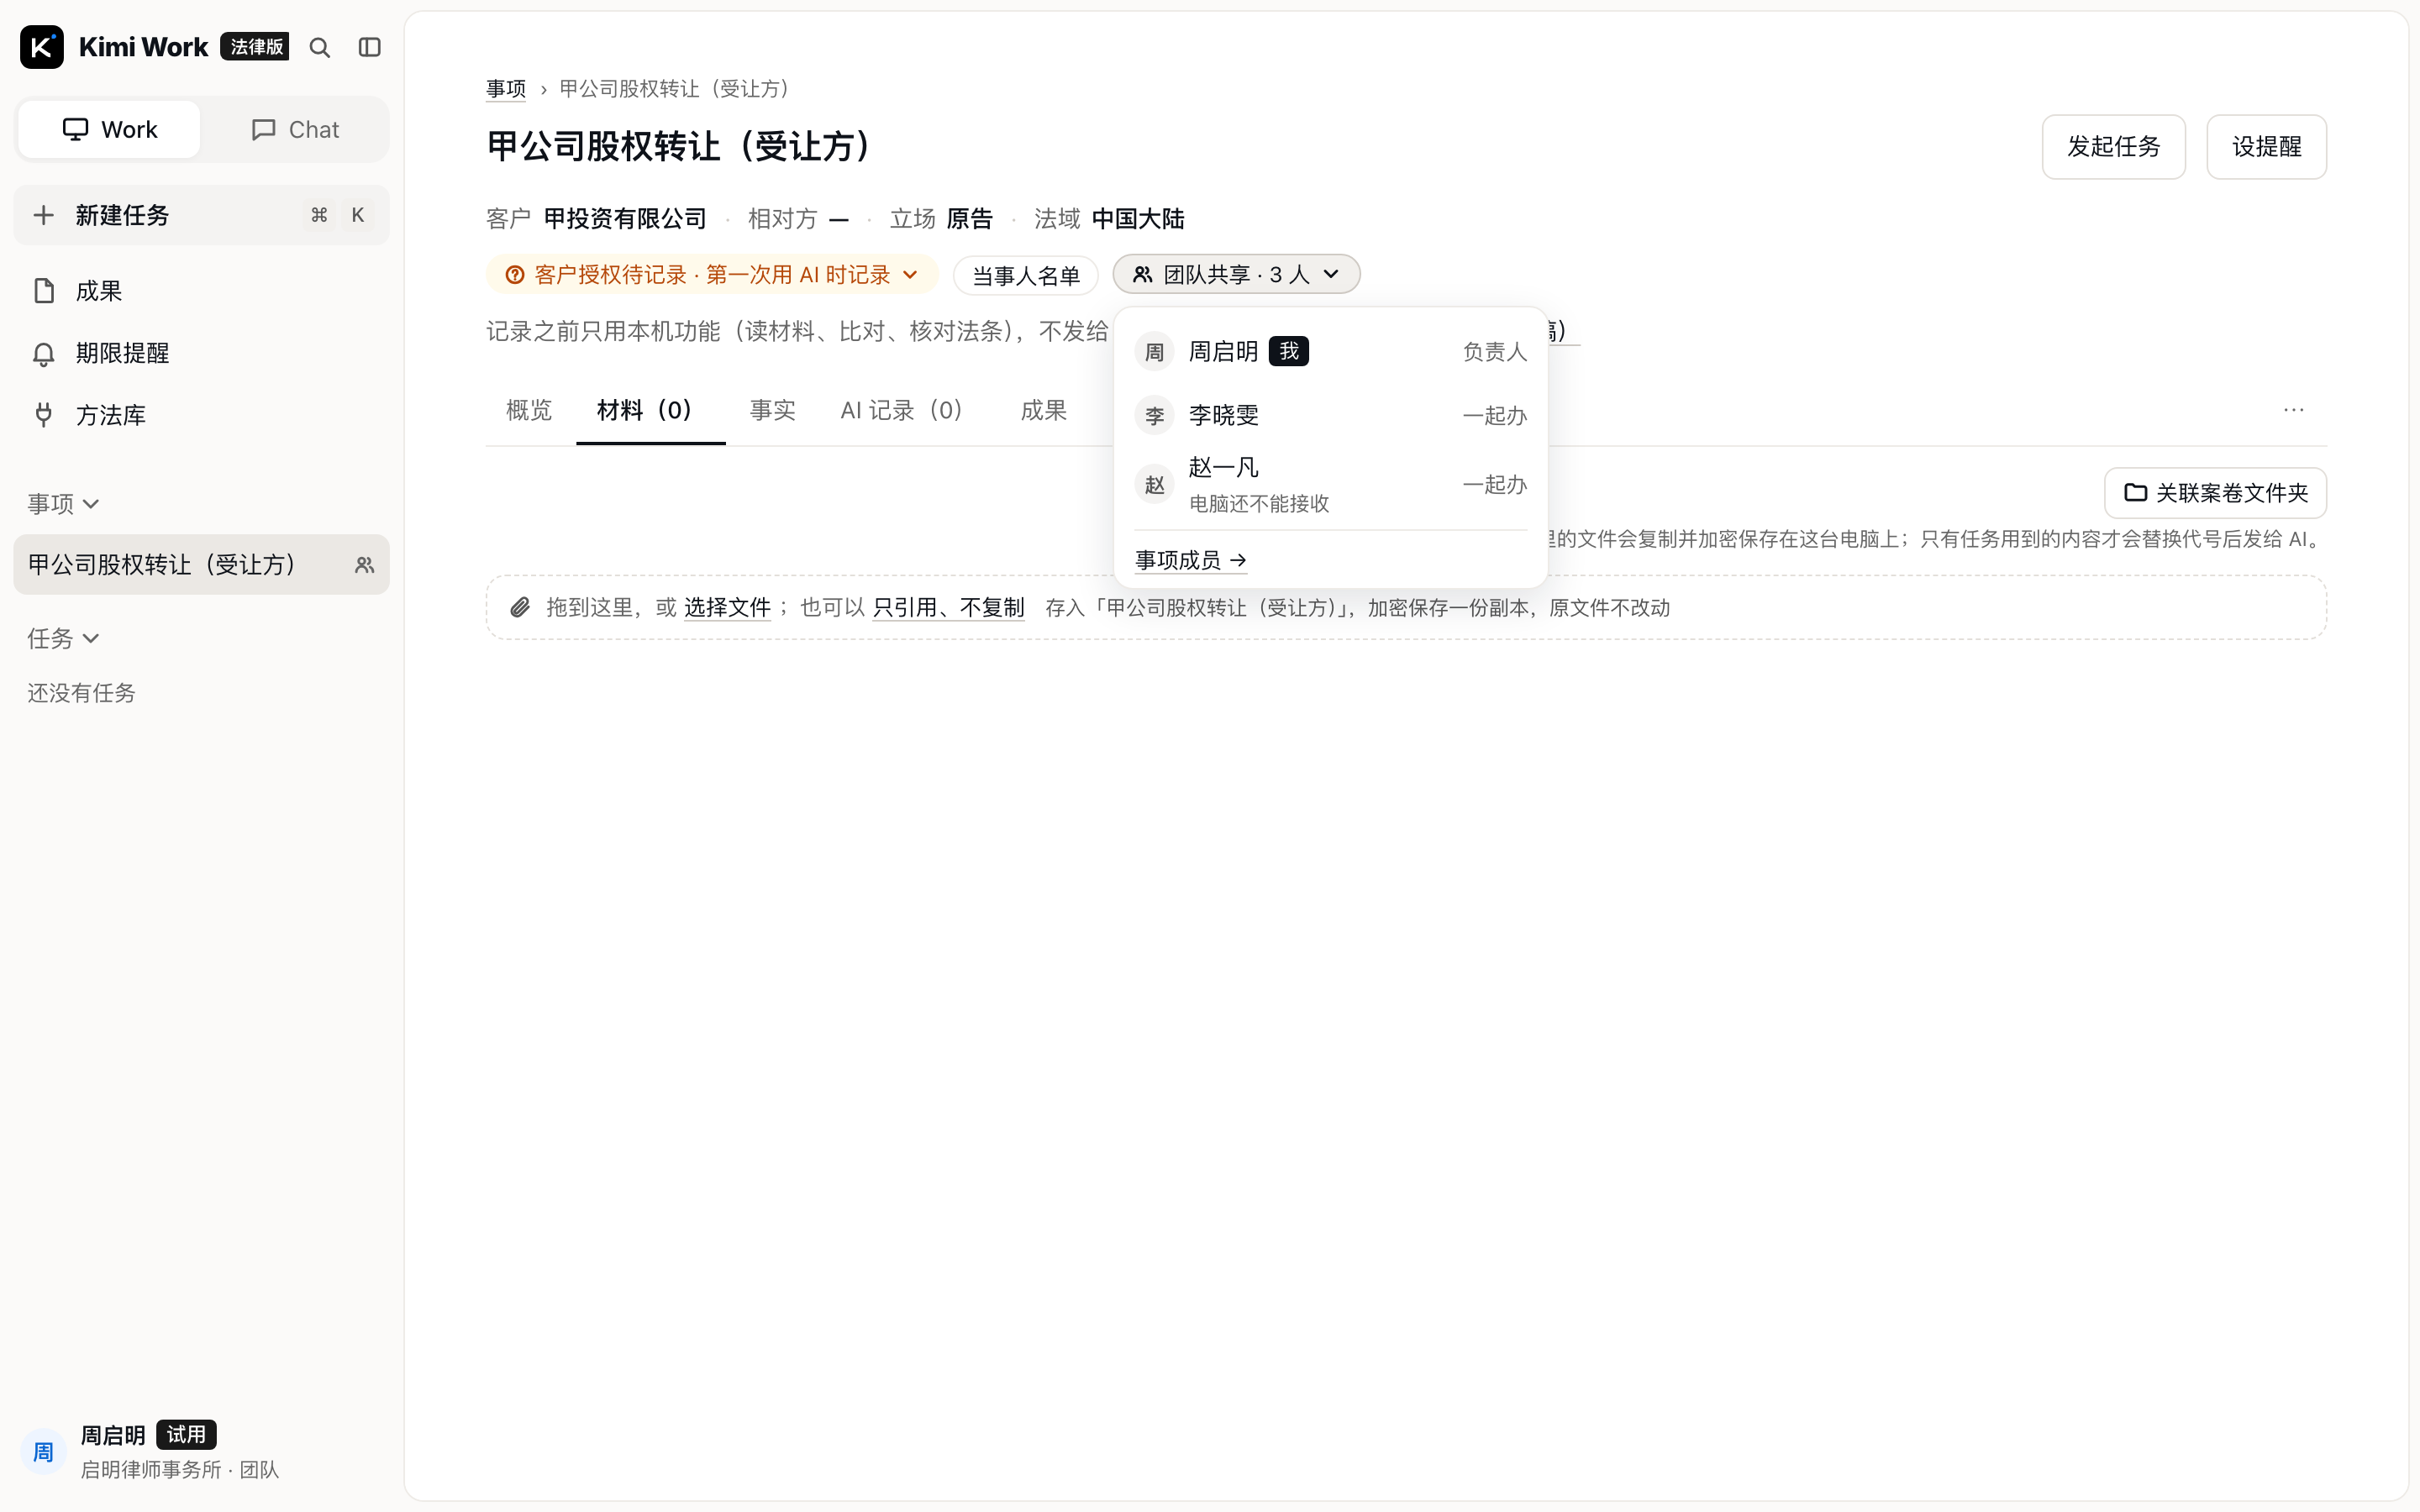 Kimi Work 法律版
Work
Chat
新建任务 ⌘ K
成果
期限提醒
方法库
事项
甲公司股权转让（受让方）
任务
还没有任务
周启明 试用
启明律师事务所 · 团队
事项 › 甲公司股权转让（受让方）
甲公司股权转让（受让方）
发起任务
设提醒
客户 甲投资有限公司 · 相对方 — · 立场 原告 · 法域 中国大陆
客户授权待记录 · 第一次用 AI 时记录
当事人名单
团队共享 · 3 人
记录之前只用本机功能（读材料、比对、核对法条），不发给
周 周启明 我 负责人
李 李晓雯 一起办
赵 赵一凡 一起办
电脑还不能接收
事项成员 →
概览 材料（0） 事实 AI 记录（0） 成果 ···
关联案卷文件夹
的文件会复制并加密保存在这台电脑上；只有任务用到的内容才会替换代号后发给 AI。
拖到这里，或 选择文件 ；也可以 只引用、不复制 存入「甲公司股权转让（受让方）」，加密保存一份副本，原文件不改动